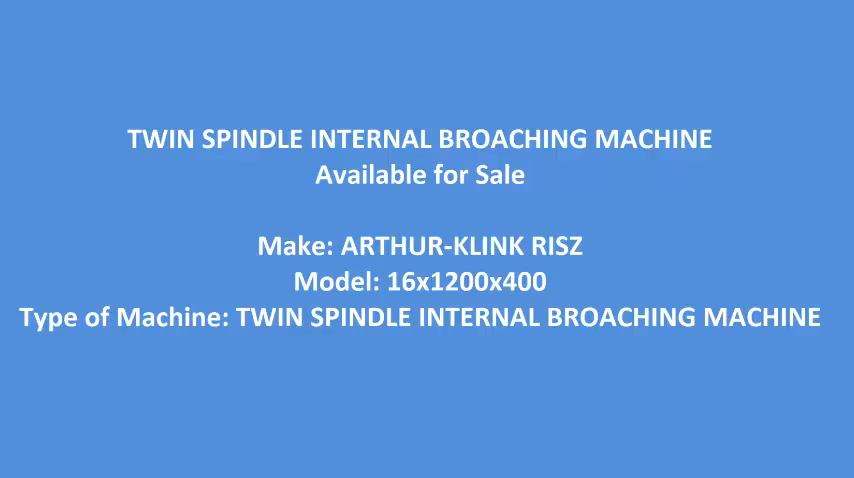 TWIN SPINDLE INTERNAL BROACHING MACHINE
Available for Sale
Make: ARTHUR-KLINK RISZ
Model: 16x1200x400
Type of Machine: TWIN SPINDLE INTERNAL BROACHING MACHINE